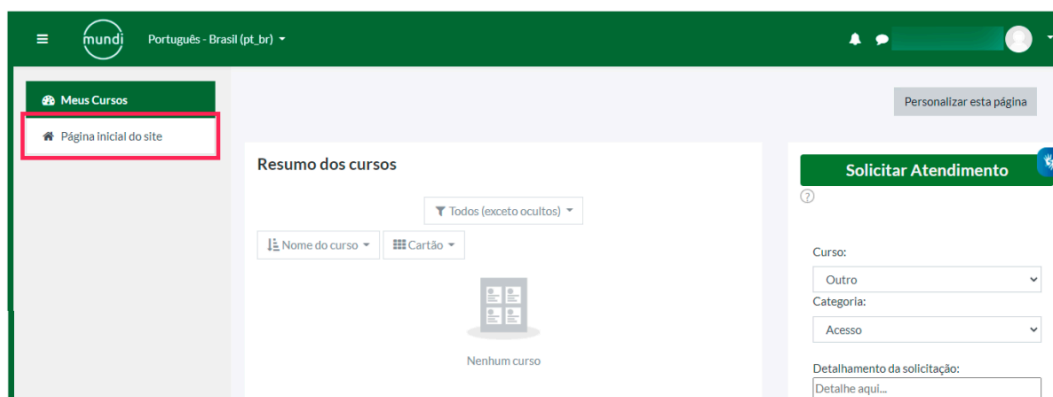 mundi
Português - Brasil (pt_br)
Meus Cursos
Página inicial do site
Personalizar esta página
Resumo dos cursos
Todos (exceto ocultos)
Nome do curso
Cartão
Nenhum curso
Solicitar Atendimento
?
Curso:
Outro
Categoria:
Acesso
Detalhamento da solicitação:
Detalhe aqui...